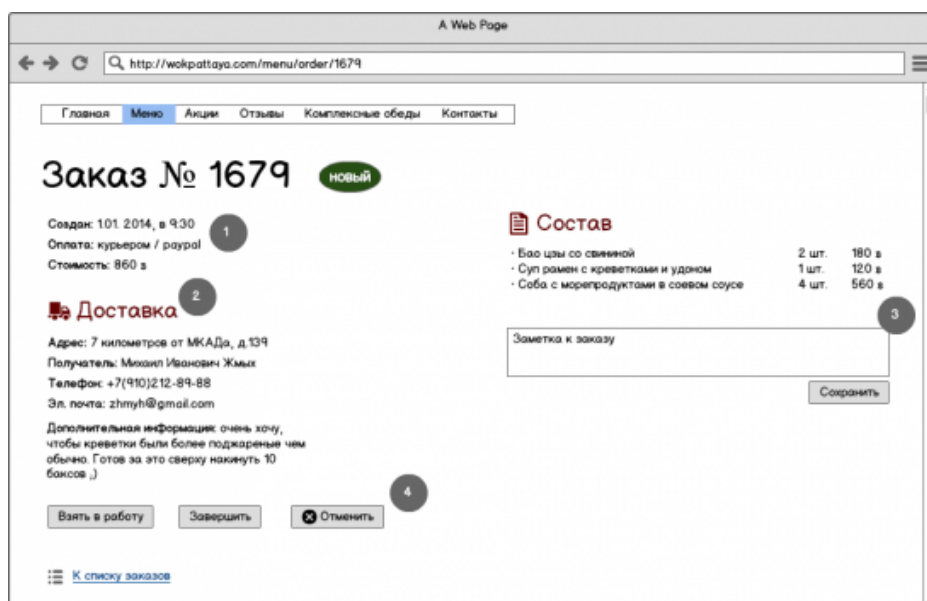 A Web Page
http://wokpattaya.com/menu/order/1679
Главная Меню Акции Отзывы Комплексные обеды Контакты
Заказ № 1679 новый
Создан: 1.01. 2014, в 9:30
1
Оплата: курьером / paypal
Стоимость: 860 в
2
Доставка
Адрес: 7 километров от МКАДа, д.139
Получатель: Михаил Иванович Жмых
Телефон: +7(910)212-89-88
Эл. почта: zhmyh@gmail.com
Дополнительная информация: очень хочу,
чтобы креветки были более поджареные чем
обычно. Готов за это сверху накинуть 10
баксов ;)
4
Взять в работу Завершить Отменить
К списку заказов
Состав
· Бао цзы со свининой 2 шт. 180 в
· Суп рамен с креветками и удоном 1 шт. 120 в
· Соба с морепродуктами в соевом соусе 4 шт. 560 в
3
Заметка к заказу
Сохранить